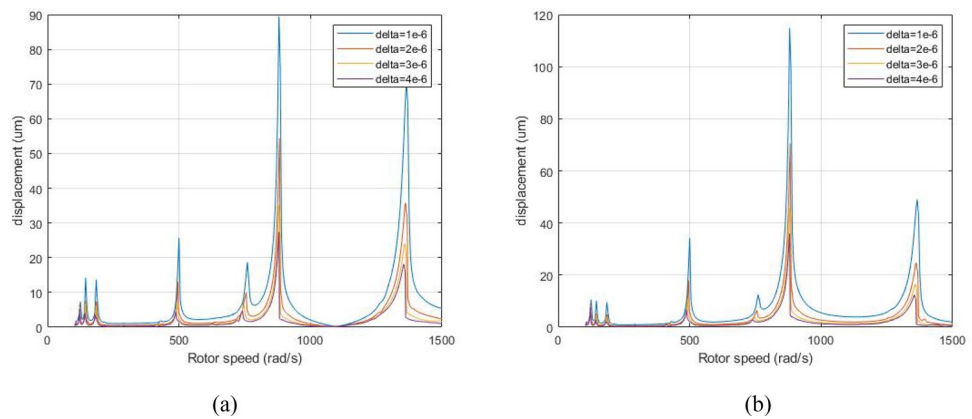 90
80
70
60
50
40
30
20
10
0
displacement (um)
0 500 1000 1500
Rotor speed (rad/s)
delta=1e-6
delta=2e-6
delta=3e-6
delta=4e-6
(a)
120
100
80
60
40
20
0
displacement (um)
0 500 1000 1500
Rotor speed (rad/s)
delta=1e-6
delta=2e-6
delta=3e-6
delta=4e-6
(b)